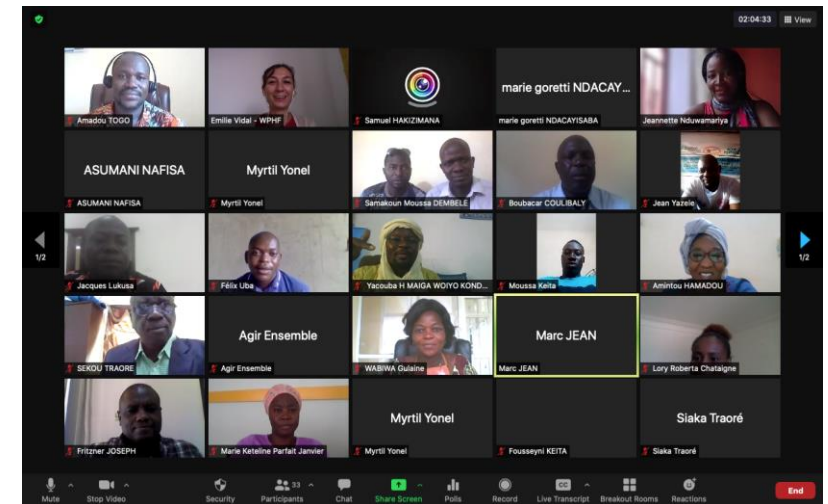 02:04:33 View
Amadou TOGO
Emilie Vidal - WPHF
Samuel HAKIZIMANA
marie goretti NDACAY...
marie goretti NDACAYISABA
Jeannette Nduwamariya
ASUMANI NAFISA
ASUMANI NAFISA
Myrtil Yonel
Myrtil Yonel
Samakoun Moussa DEMBELE
Boubacar COULIBALY
Jean Yazele
1/2
1/2
Jacques Lukusa
Félix Uba
Yacouba H MAIGA WOIYO KOND...
Moussa Keita
Amintou HAMADOU
SEKOU TRAORE
Agir Ensemble
Agir Ensemble
WABIWA Gulaine
Marc JEAN
Marc JEAN
Lory Roberta Chataigne
Fritzner JOSEPH
Marie Keteline Parfait Janvier
Myrtil Yonel
Myrtil Yonel
Fousseyni KEITA
Siaka Traoré
Siaka Traoré
Mute Stop Video Security Participants 33 Chat Share Screen Polls Record CC Live Transcript Breakout Rooms Reactions End